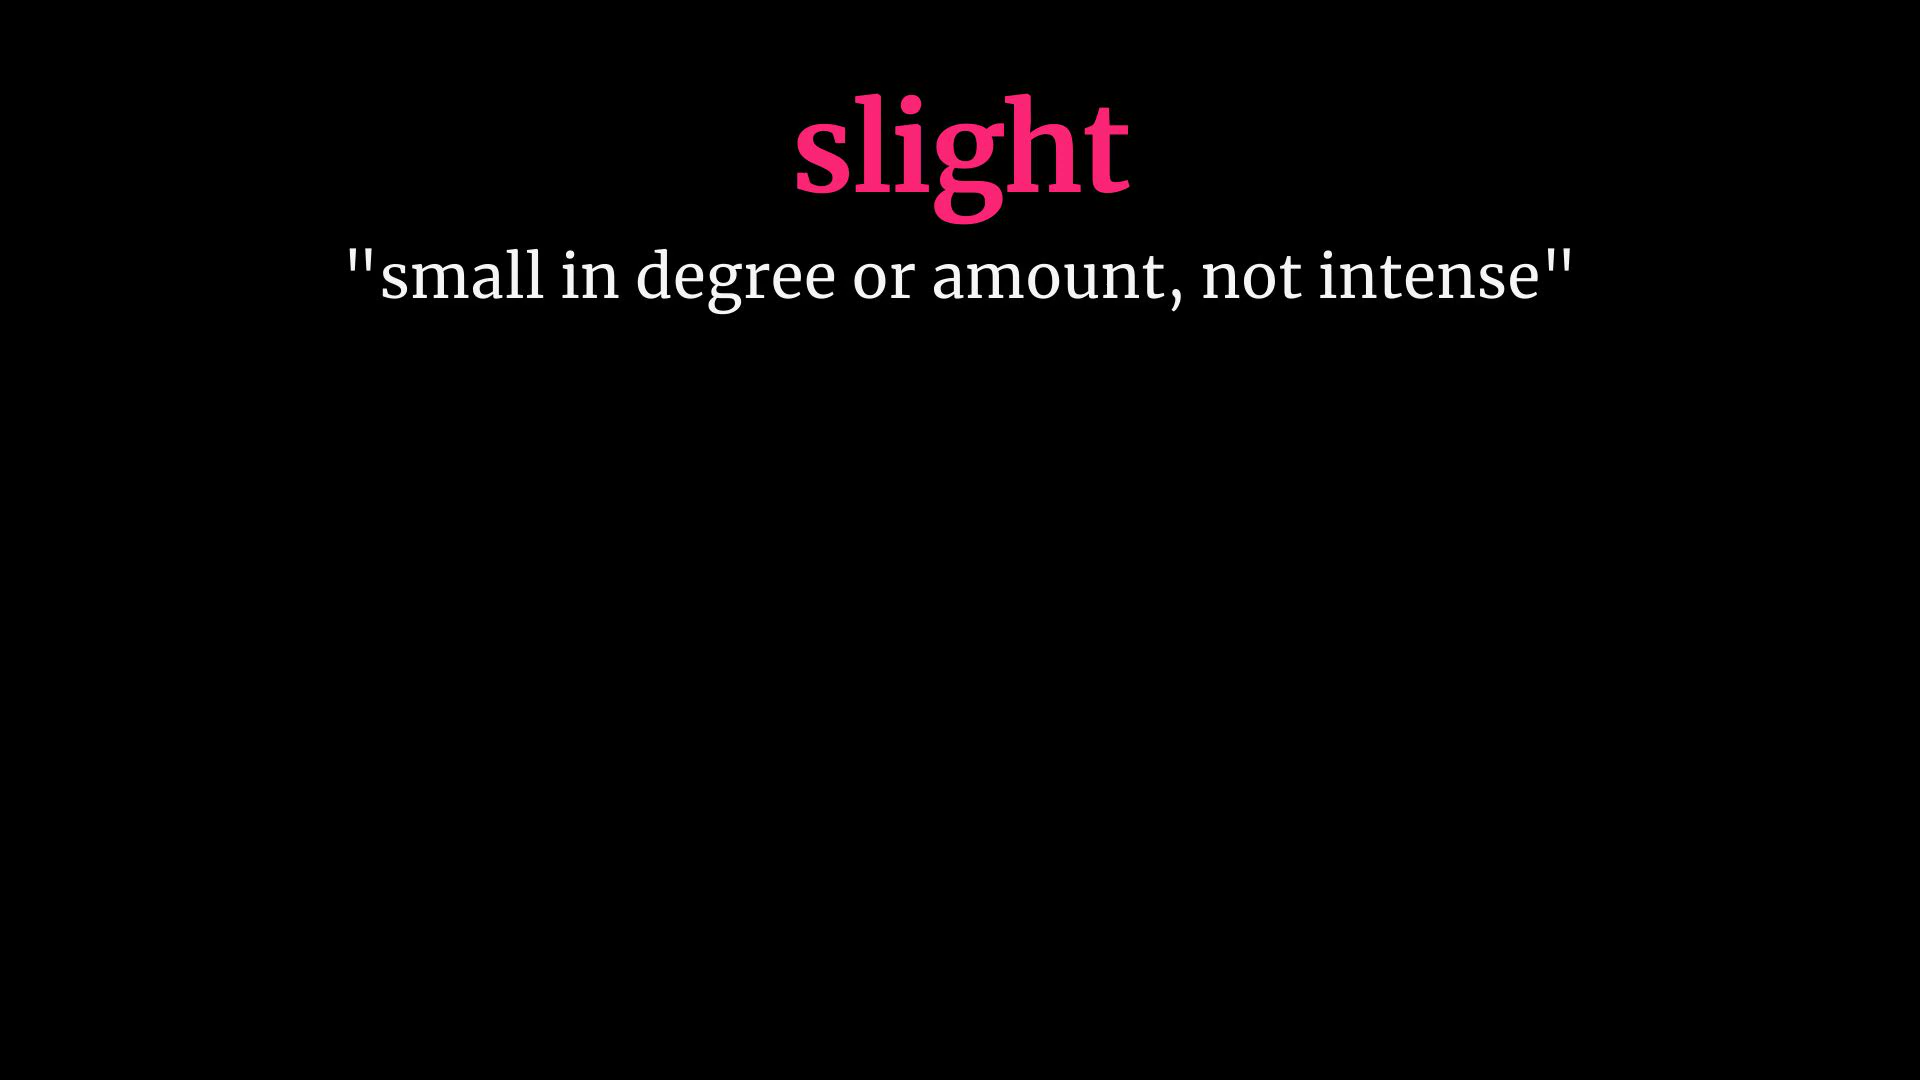 slight
"small in degree or amount, not intense"